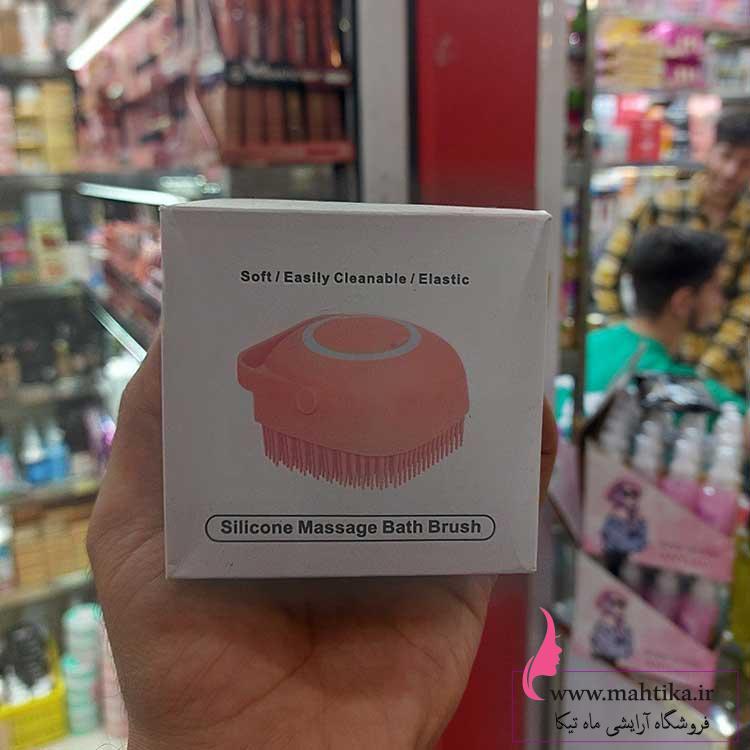 Soft / Easily Cleanable / Elastic
Silicone Massage Bath Brush
www.mahtika.ir
فروشگاه آرایشی ماه تیکا